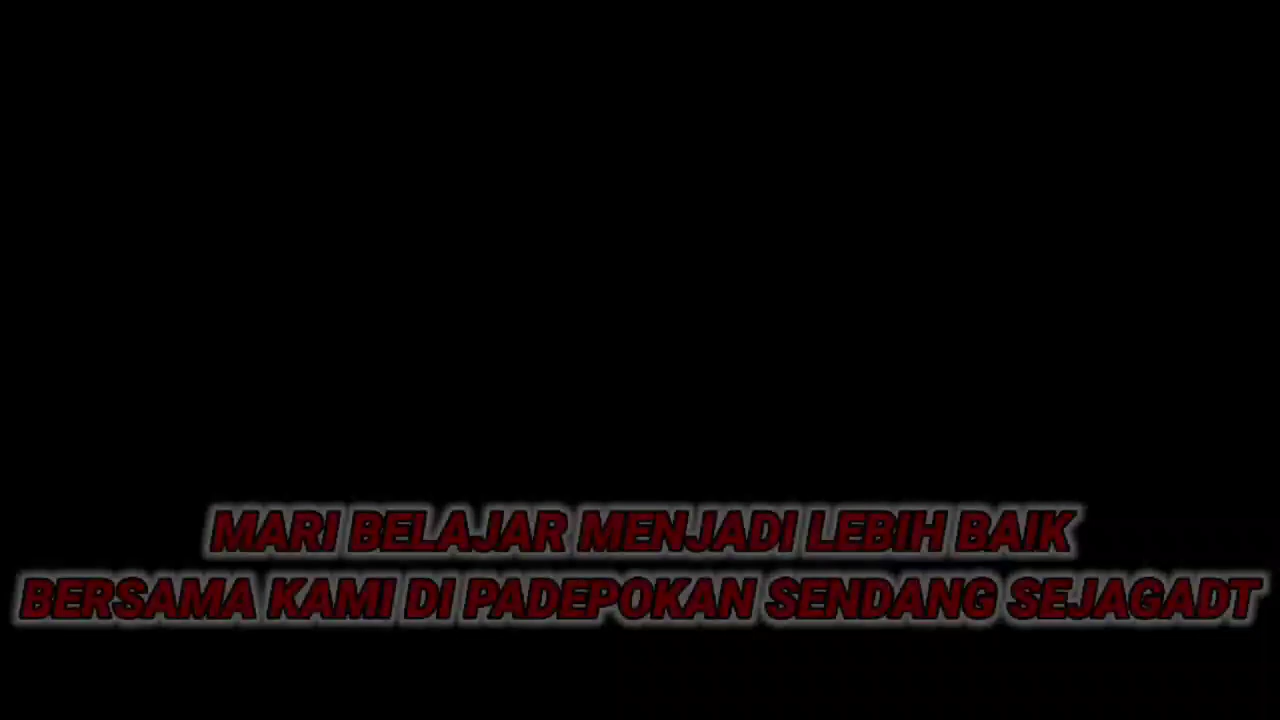 MARI BELAJAR MENJADI LEBIH BAIK
BERSAMA KAMI DI PADEPOKAN SENDANG SEJAGADT